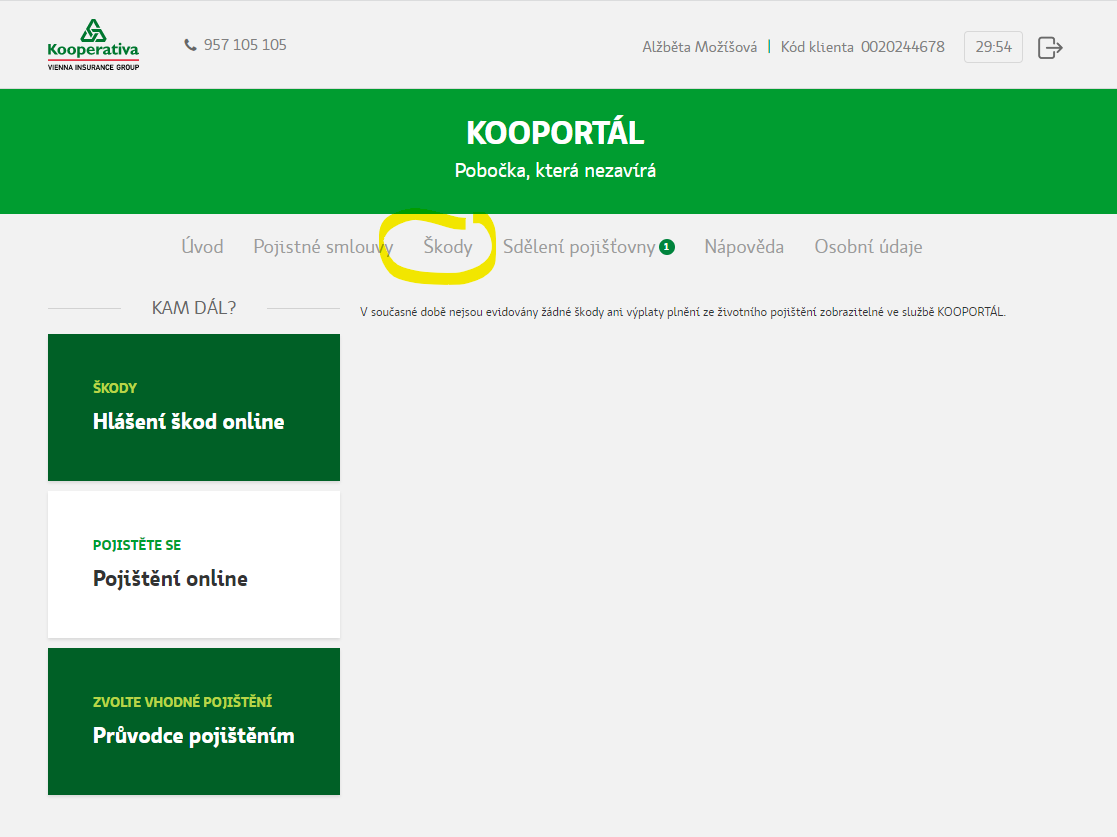 Kooperativa
VIENNA INSURANCE GROUP
957 105 105
Alžběta Možíšová | Kód klienta 0020244678
29:54
KOOPORTÁL
Pobočka, která nezavírá
Úvod Pojistné smlouvy Škody Sdělení pojišťovny 1 Nápověda Osobní údaje
KAM DÁL?
V současné době nejsou evidovány žádné škody ani výplaty plnění ze životního pojištění zobrazitelné ve službě KOOPORTÁL.
ŠKODY
Hlášení škod online
POJISTĚTE SE
Pojištění online
ZVOLTE VHODNÉ POJIŠTĚNÍ
Průvodce pojištěním